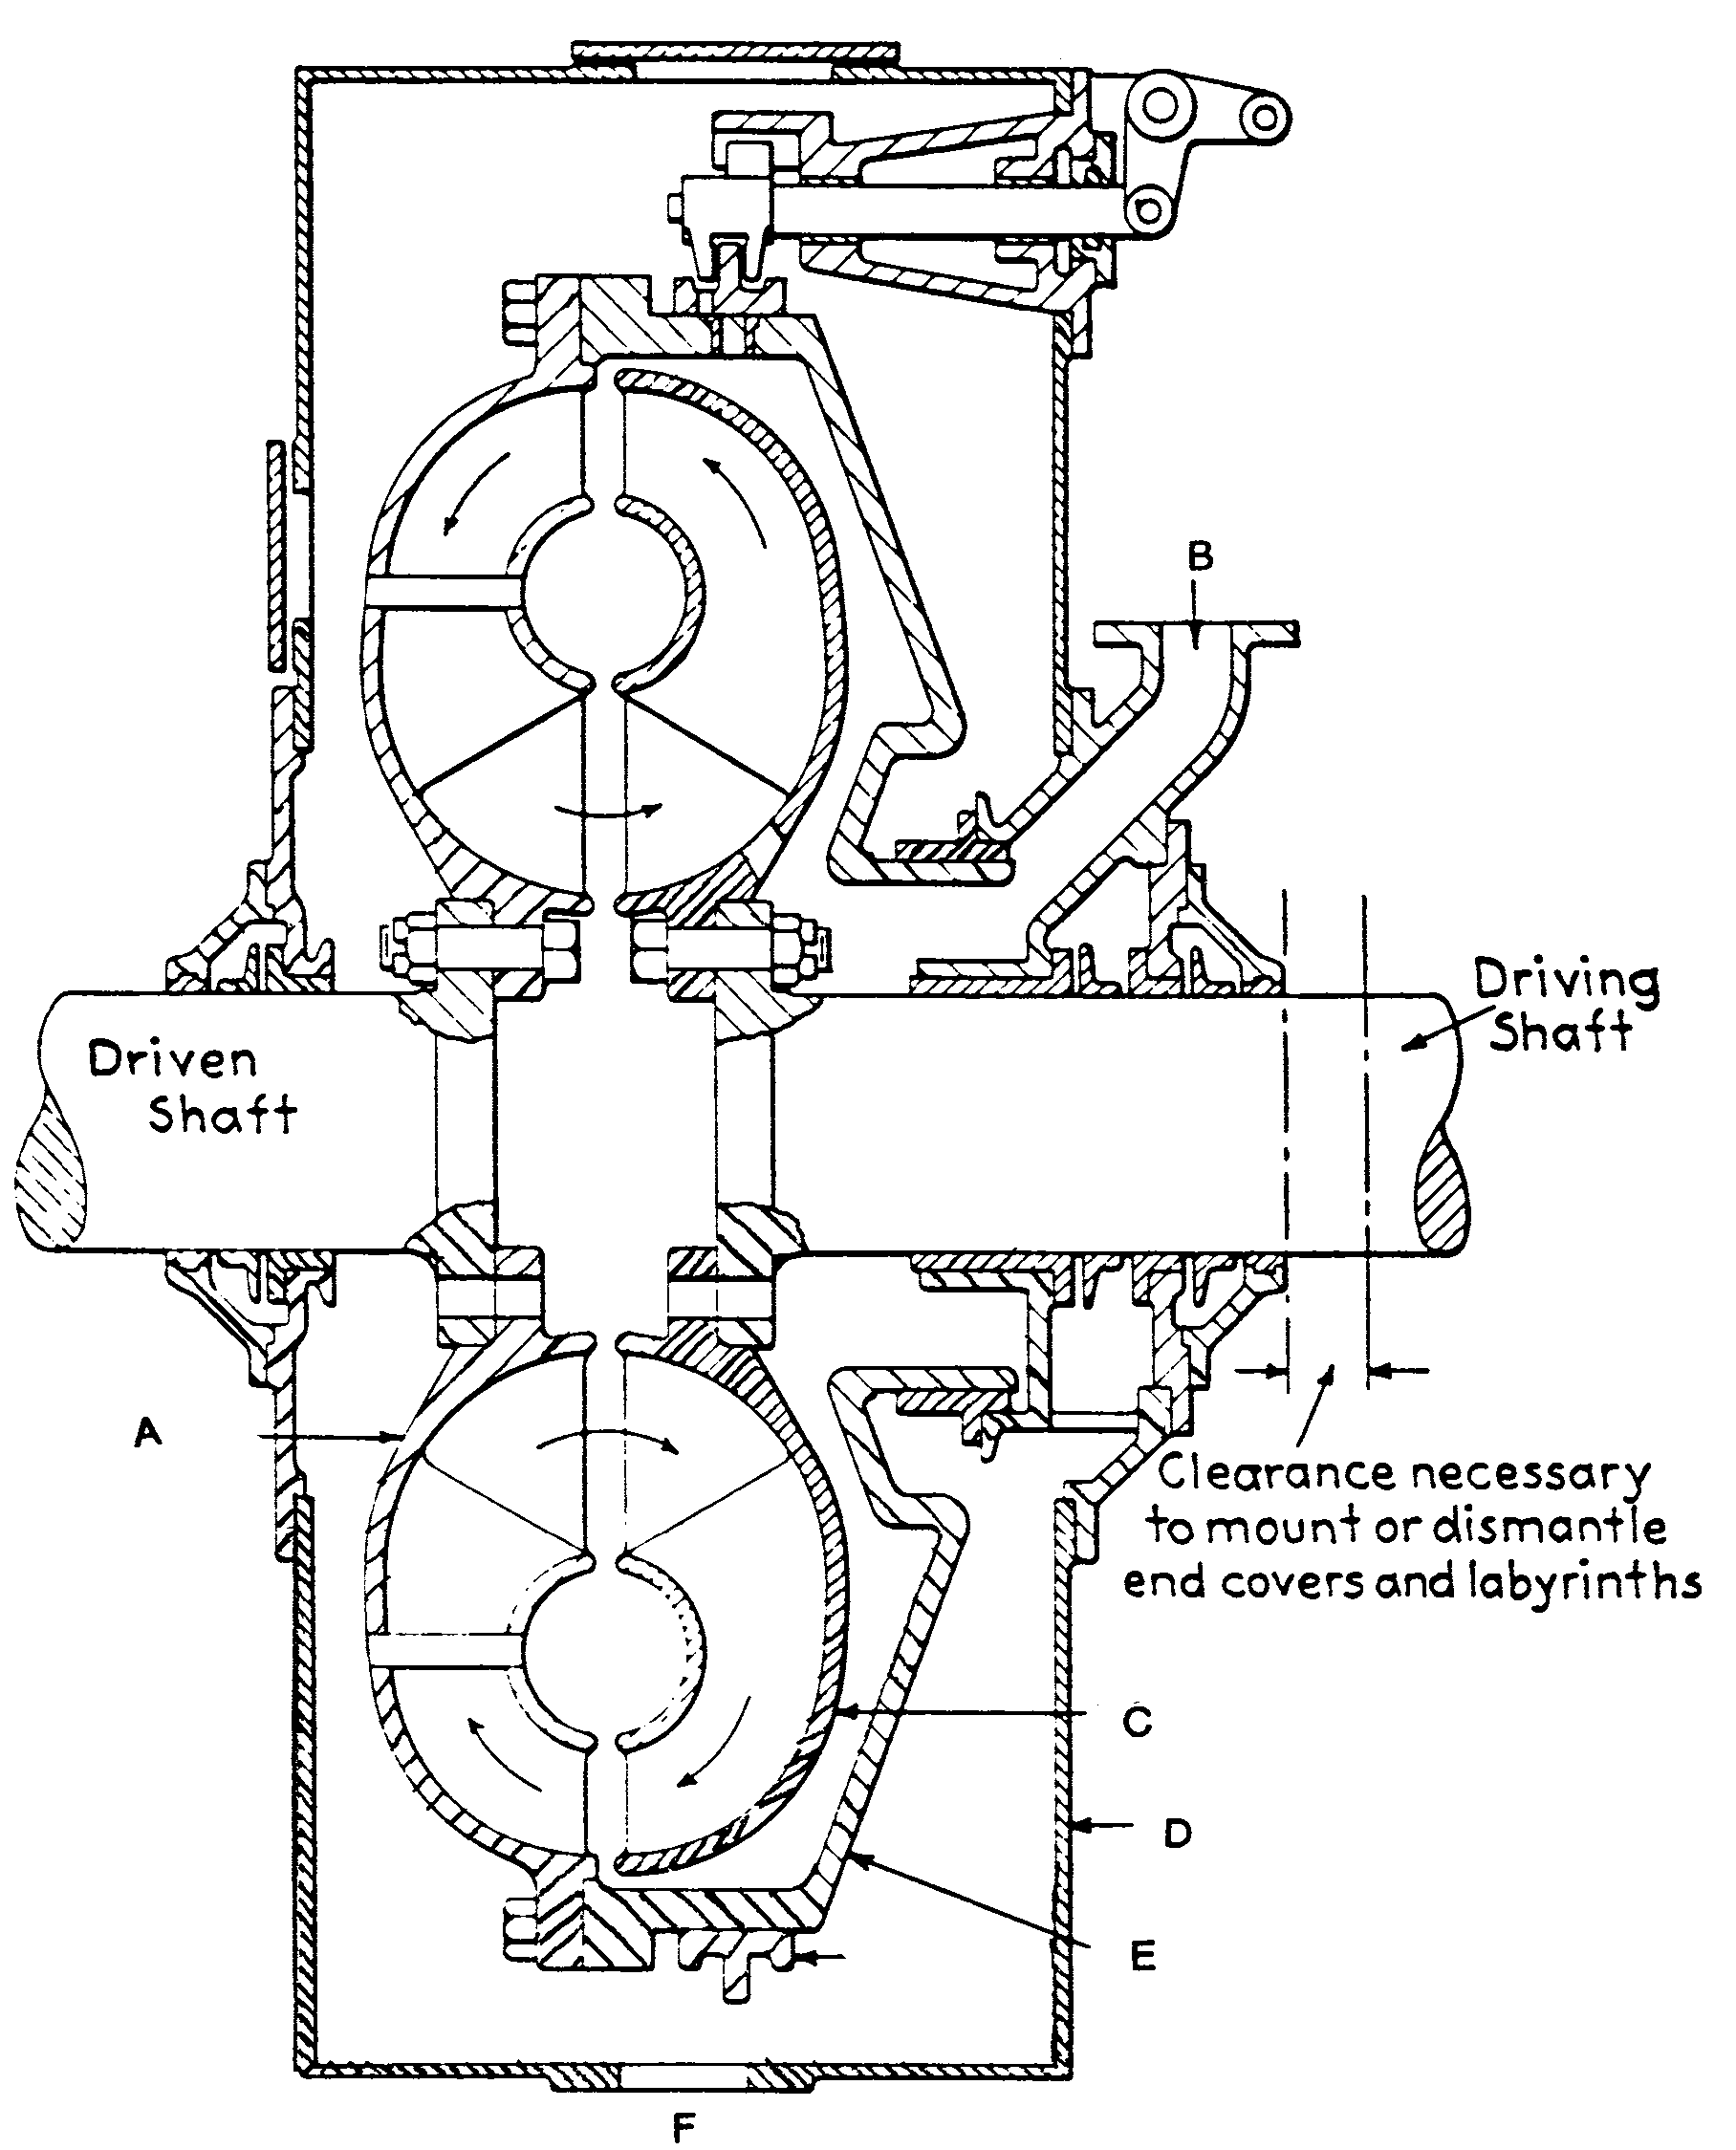 B
Driving
Shaft
Driven
Shaft
A
Clearance necessary
to mount or dismantle
end covers and labyrinths
C
D
E
F